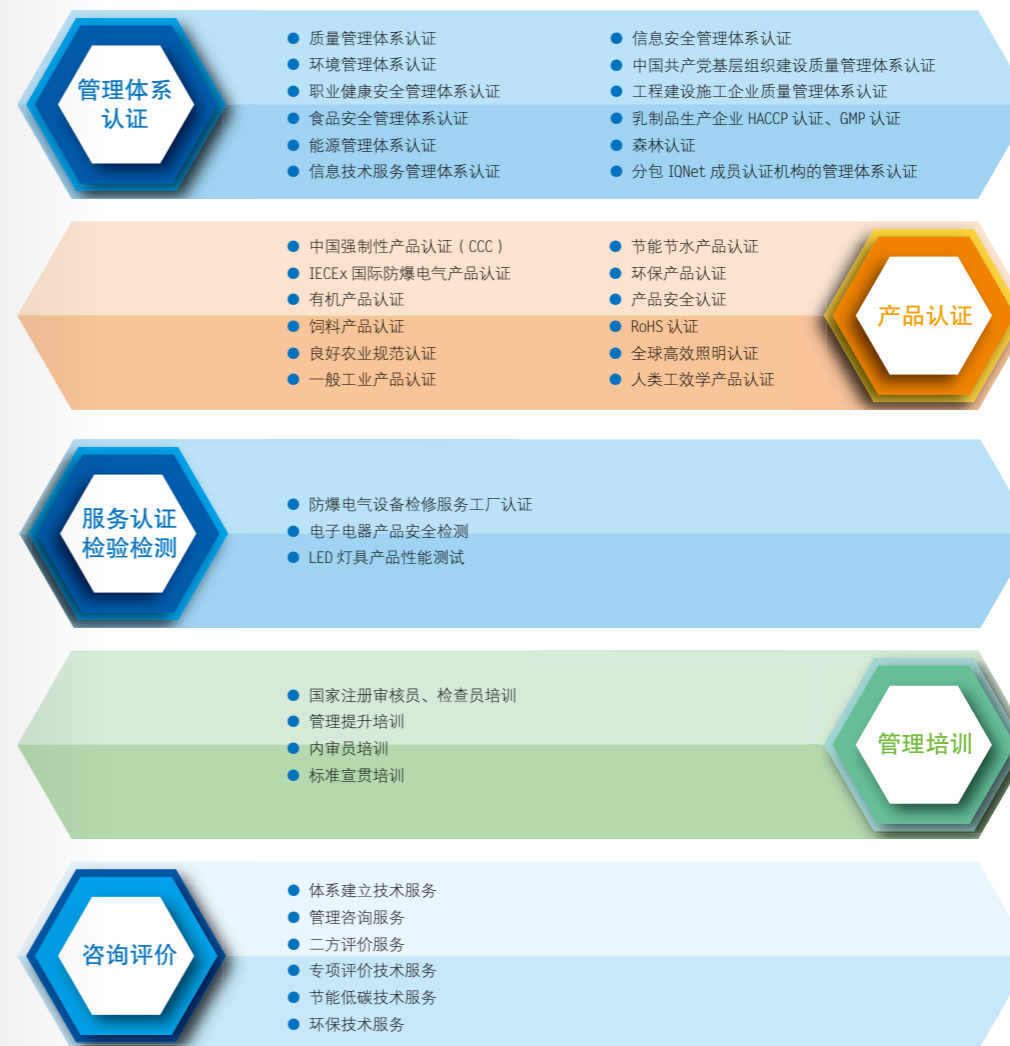 管理体系
认证
质量管理体系认证
环境管理体系认证
职业健康安全管理体系认证
食品安全管理体系认证
能源管理体系认证
信息技术服务管理体系认证
信息安全管理体系认证
中国共产党基层组织建设质量管理体系认证
工程建设施工企业质量管理体系认证
乳制品生产企业 HACCP 认证、GMP 认证
森林认证
分包 IQNet 成员认证机构的管理体系认证
中国强制性产品认证（CCC）
IECEx 国际防爆电气产品认证
有机产品认证
饲料产品认证
良好农业规范认证
一般工业产品认证
节能节水产品认证
环保产品认证
产品安全认证
RoHS 认证
全球高效照明认证
人类工效学产品认证
产品认证
服务认证
检验检测
防爆电气设备检修服务工厂认证
电子电器产品安全检测
LED 灯具产品性能测试
国家注册审核员、检查员培训
管理提升培训
内审员培训
标准宣贯培训
管理培训
咨询评价
体系建立技术服务
管理咨询服务
二方评价服务
专项评价技术服务
节能低碳技术服务
环保技术服务